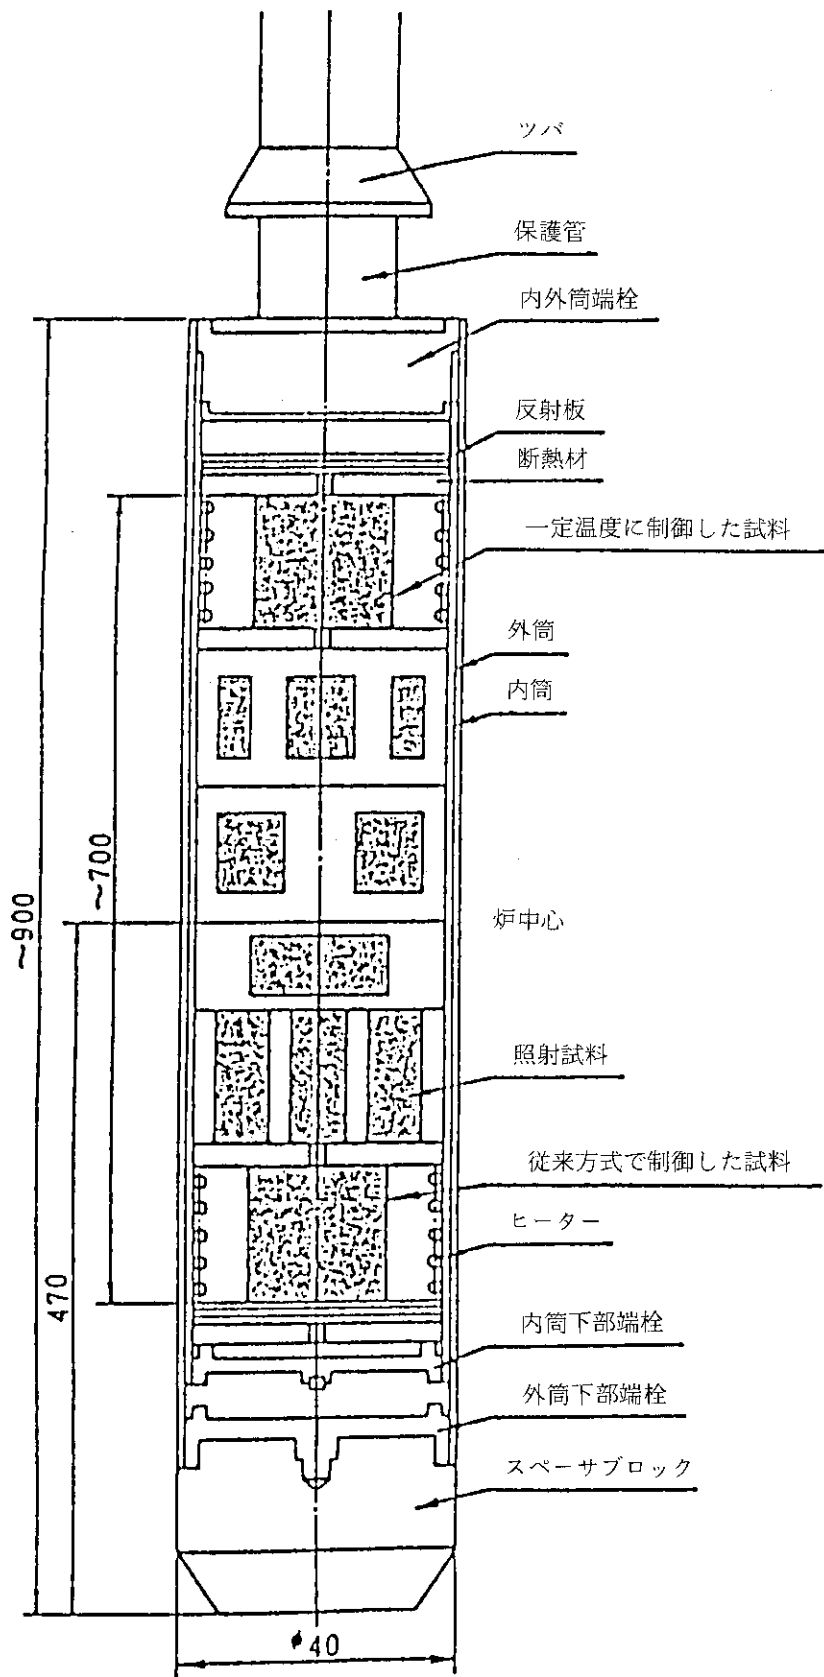 ツバ
保護管
内外筒端栓
反射板
断熱材
一定温度に制御した試料
外筒
内筒
~700
~900
炉中心
照射試料
従来方式で制御した試料
ヒーター
470
内筒下部端栓
外筒下部端栓
スペーサブロック
φ40